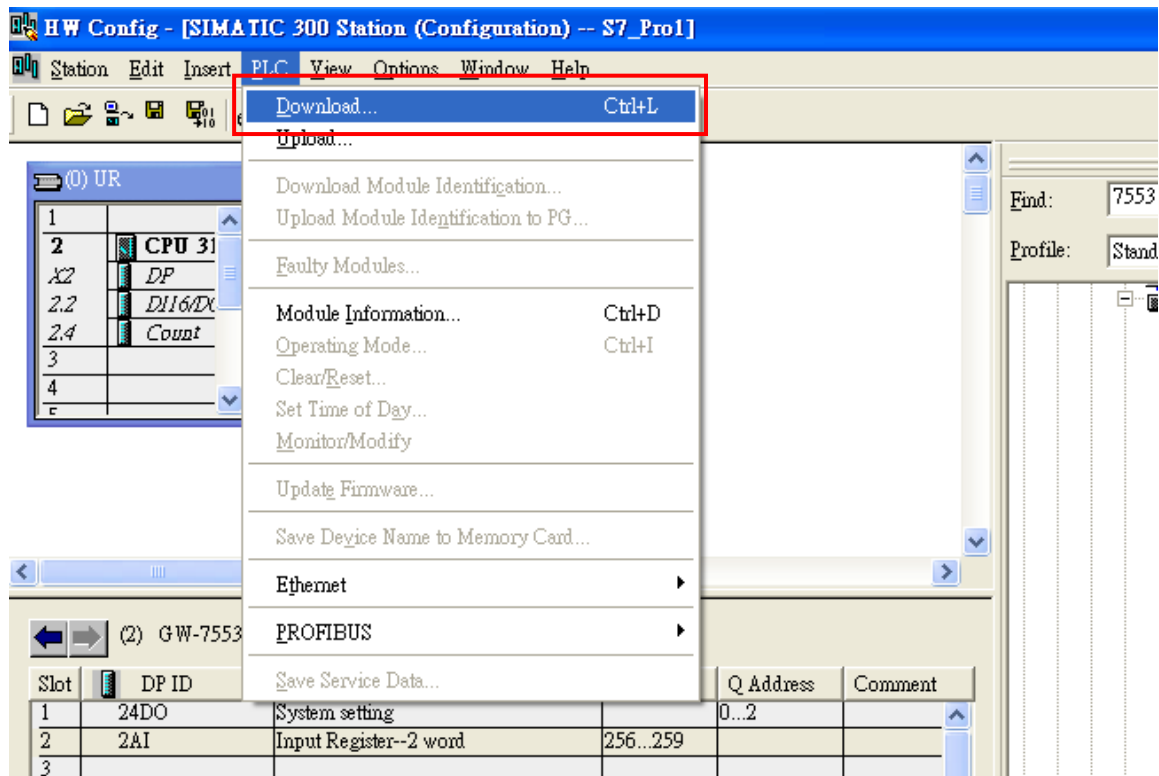 HW Config - [SIMATIC 300 Station (Configuration) -- S7_Pro1]
Station Edit Insert PLC View Options Window Help
Download... Ctrl+L
Upload...
Download Module Identification...
Upload Module Identification to PG...
Faulty Modules...
Module Information... Ctrl+D
Operating Mode... Ctrl+I
Clear/Reset...
Set Time of Day...
Monitor/Modify
Update Firmware...
Save Device Name to Memory Card...
Ethernet
PROFIBUS
Save Service Data...
(0) UR
1
2 CPU 31
X2 DP
2.2 DI16/DO
2.4 Count
3
4
Find: 7553
Profile: Stand
(2) GW-7553
Slot DP ID Q Address Comment
1 24DO System setting 0...2
2 2AI Input Register--2 word 256...259
3